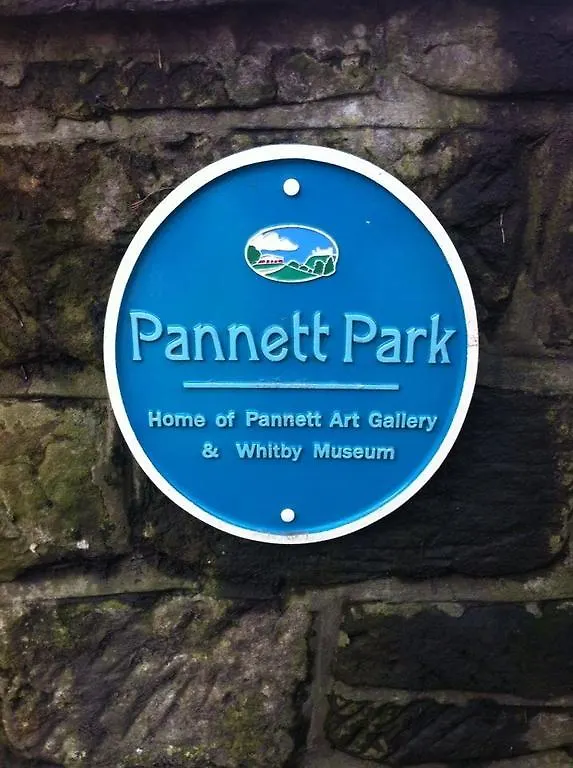 Pannett Park
Home of Pannett Art Gallery
& Whitby Museum